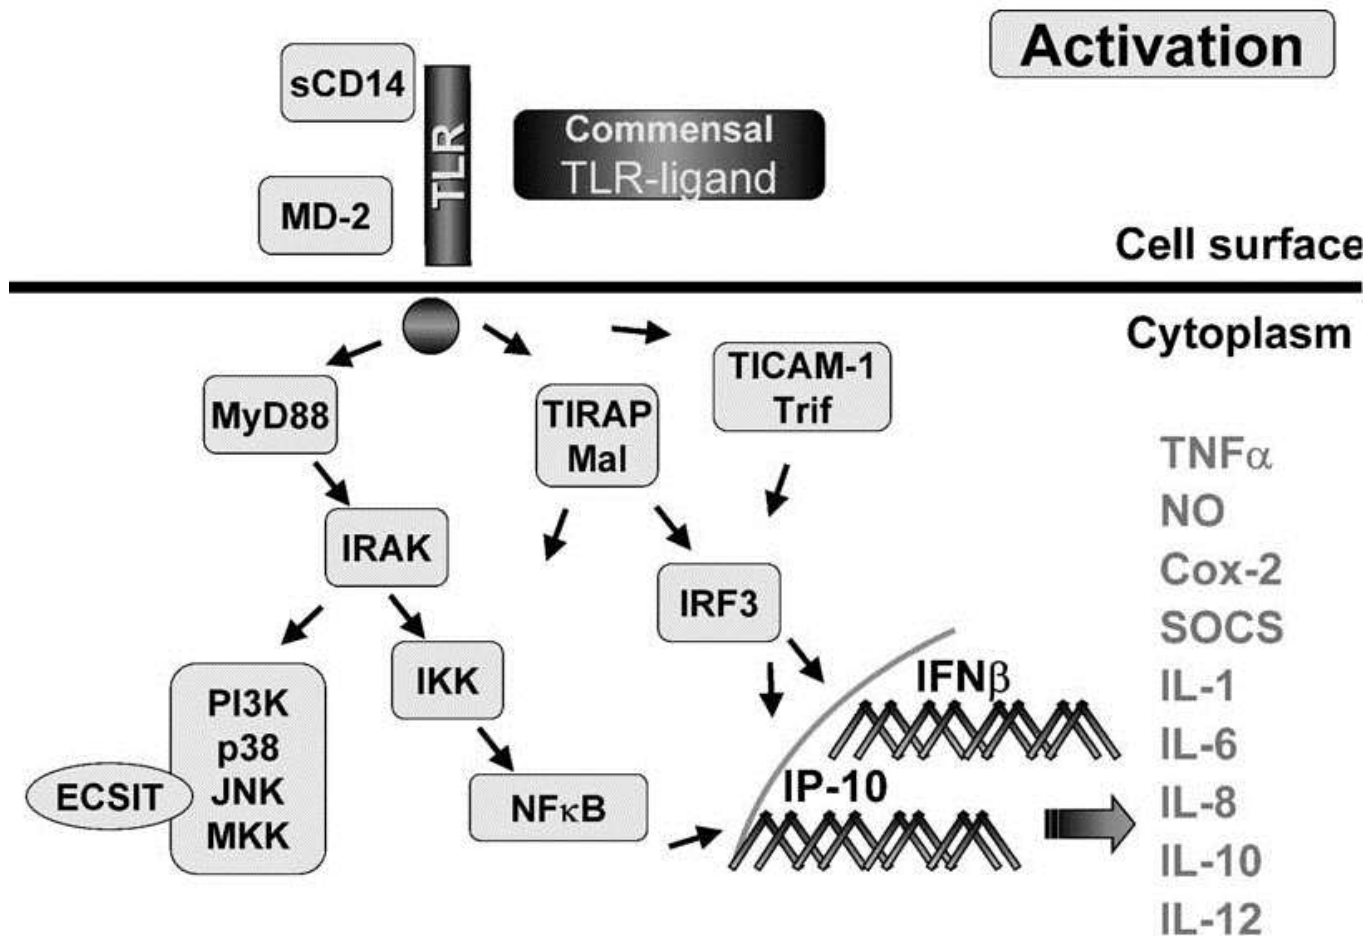 Activation
sCD14
TLR
Commensal
TLR-ligand
MD-2
Cell surface
Cytoplasm
MyD88
TIRAP
Mal
TICAM-1
Trif
IRAK
IRF3
IKK
PI3K
p38
JNK
MKK
ECSIT
NFκB
IFNβ
IP-10
TNFα
NO
Cox-2
SOCS
IL-1
IL-6
IL-8
IL-10
IL-12